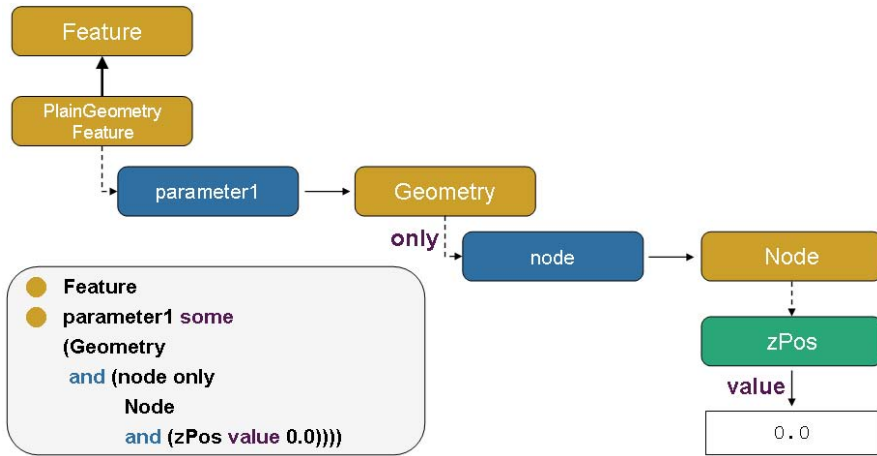 Feature
PlainGeometry
Feature
parameter1
Geometry
only
node
Node
zPos
value
0.0
Feature
parameter1 some
(Geometry
and (node only
Node
and (zPos value 0.0))))